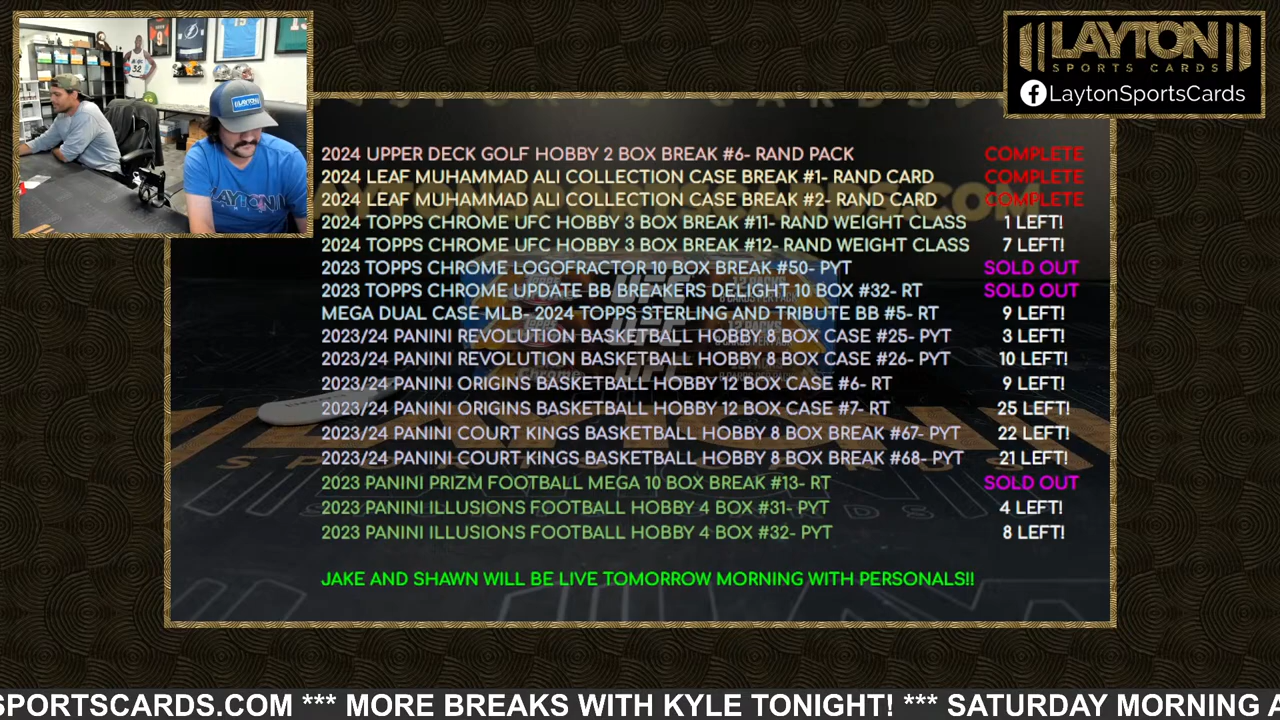 LAYTON
SPORTS CARDS
LaytonSportsCards
2024 UPPER DECK GOLF HOBBY 2 BOX BREAK #6- RAND PACK COMPLETE
2024 LEAF MUHAMMAD ALI COLLECTION CASE BREAK #1- RAND CARD COMPLETE
2024 LEAF MUHAMMAD ALI COLLECTION CASE BREAK #2- RAND CARD COMPLETE
2024 TOPPS CHROME UFC HOBBY 3 BOX BREAK #11- RAND WEIGHT CLASS 1 LEFT!
2024 TOPPS CHROME UFC HOBBY 3 BOX BREAK #12- RAND WEIGHT CLASS 7 LEFT!
2023 TOPPS CHROME LOGOFRACTOR 10 BOX BREAK #50- PYT SOLD OUT
2023 TOPPS CHROME UPDATE BB BREAKERS DELIGHT 10 BOX #32- RT SOLD OUT
MEGA DUAL CASE MLB- 2024 TOPPS STERLING AND TRIBUTE BB #5- RT 9 LEFT!
2023/24 PANINI REVOLUTION BASKETBALL HOBBY 8 BOX CASE #25- PYT 3 LEFT!
2023/24 PANINI REVOLUTION BASKETBALL HOBBY 8 BOX CASE #26- PYT 10 LEFT!
2023/24 PANINI ORIGINS BASKETBALL HOBBY 12 BOX CASE #6- RT 9 LEFT!
2023/24 PANINI ORIGINS BASKETBALL HOBBY 12 BOX CASE #7- RT 25 LEFT!
2023/24 PANINI COURT KINGS BASKETBALL HOBBY 8 BOX BREAK #67- PYT 22 LEFT!
2023/24 PANINI COURT KINGS BASKETBALL HOBBY 8 BOX BREAK #68- PYT 21 LEFT!
2023 PANINI PRIZM FOOTBALL MEGA 10 BOX BREAK #13- RT SOLD OUT
2023 PANINI ILLUSIONS FOOTBALL HOBBY 4 BOX #31- PYT 4 LEFT!
2023 PANINI ILLUSIONS FOOTBALL HOBBY 4 BOX #32- PYT 8 LEFT!
JAKE AND SHAWN WILL BE LIVE TOMORROW MORNING WITH PERSONALS!!
SPORTSCARDS.COM *** MORE BREAKS WITH KYLE TONIGHT! *** SATURDAY MORNING